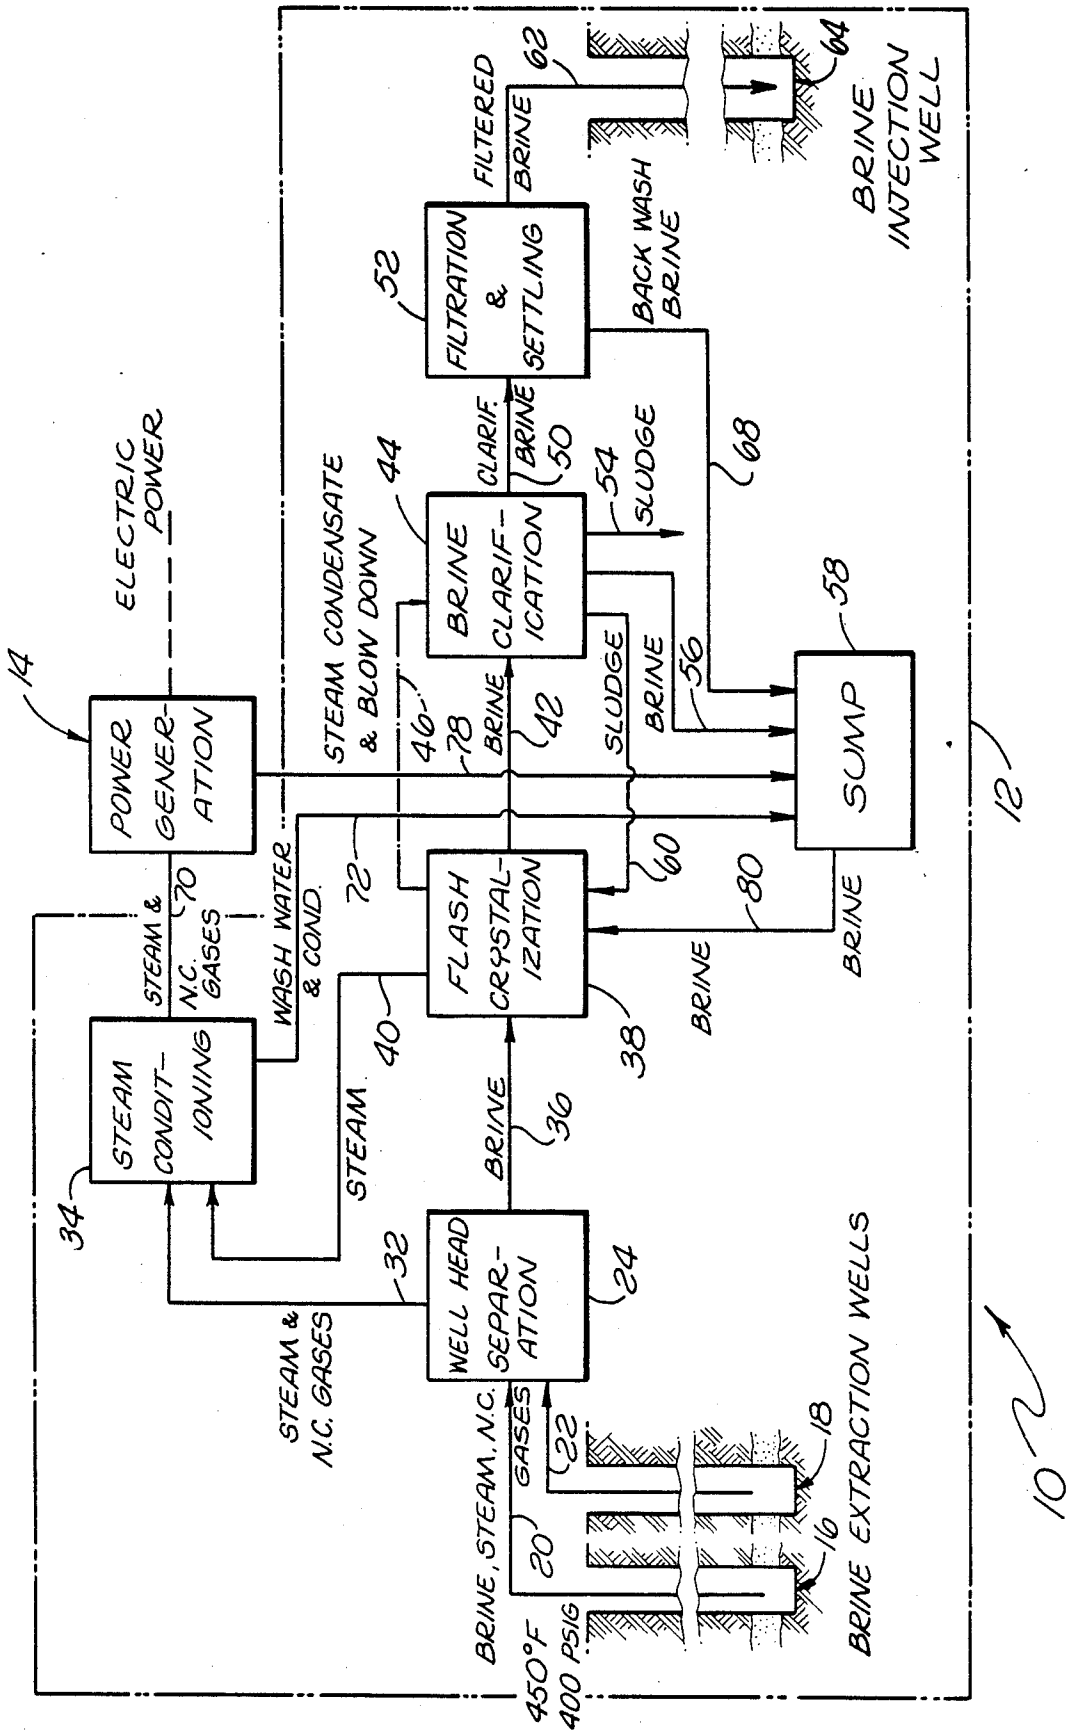 ELECTRIC
POWER
14
POWER
GENER-
ATION
STEAM &
70
N.C.
GASES
34
STEAM
CONDIT-
IONING
WASH WATER
& COND.
72
78
STEAM CONDENSATE
& BLOW DOWN
46
STEAM
40
STEAM &
N.C. GASES
32
BRINE, STEAM, N.C.
GASES
450°F
400 PSIG
20
22
WELL HEAD
SEPAR-
ATION
24
BRINE
36
FLASH
CRYSTAL-
IZATION
38
BRINE
42
44
BRINE
CLARIF-
ICATION
CLARIF.
BRINE
50
52
FILTRATION
&
SETTLING
FILTERED
BRINE
62
SLUDGE
60
BRINE
56
54
SLUDGE
BACK WASH
BRINE
68
58
SUMP
80
BRINE
BRINE
16
18
BRINE EXTRACTION WELLS
64
BRINE
INJECTION
WELL
12
10